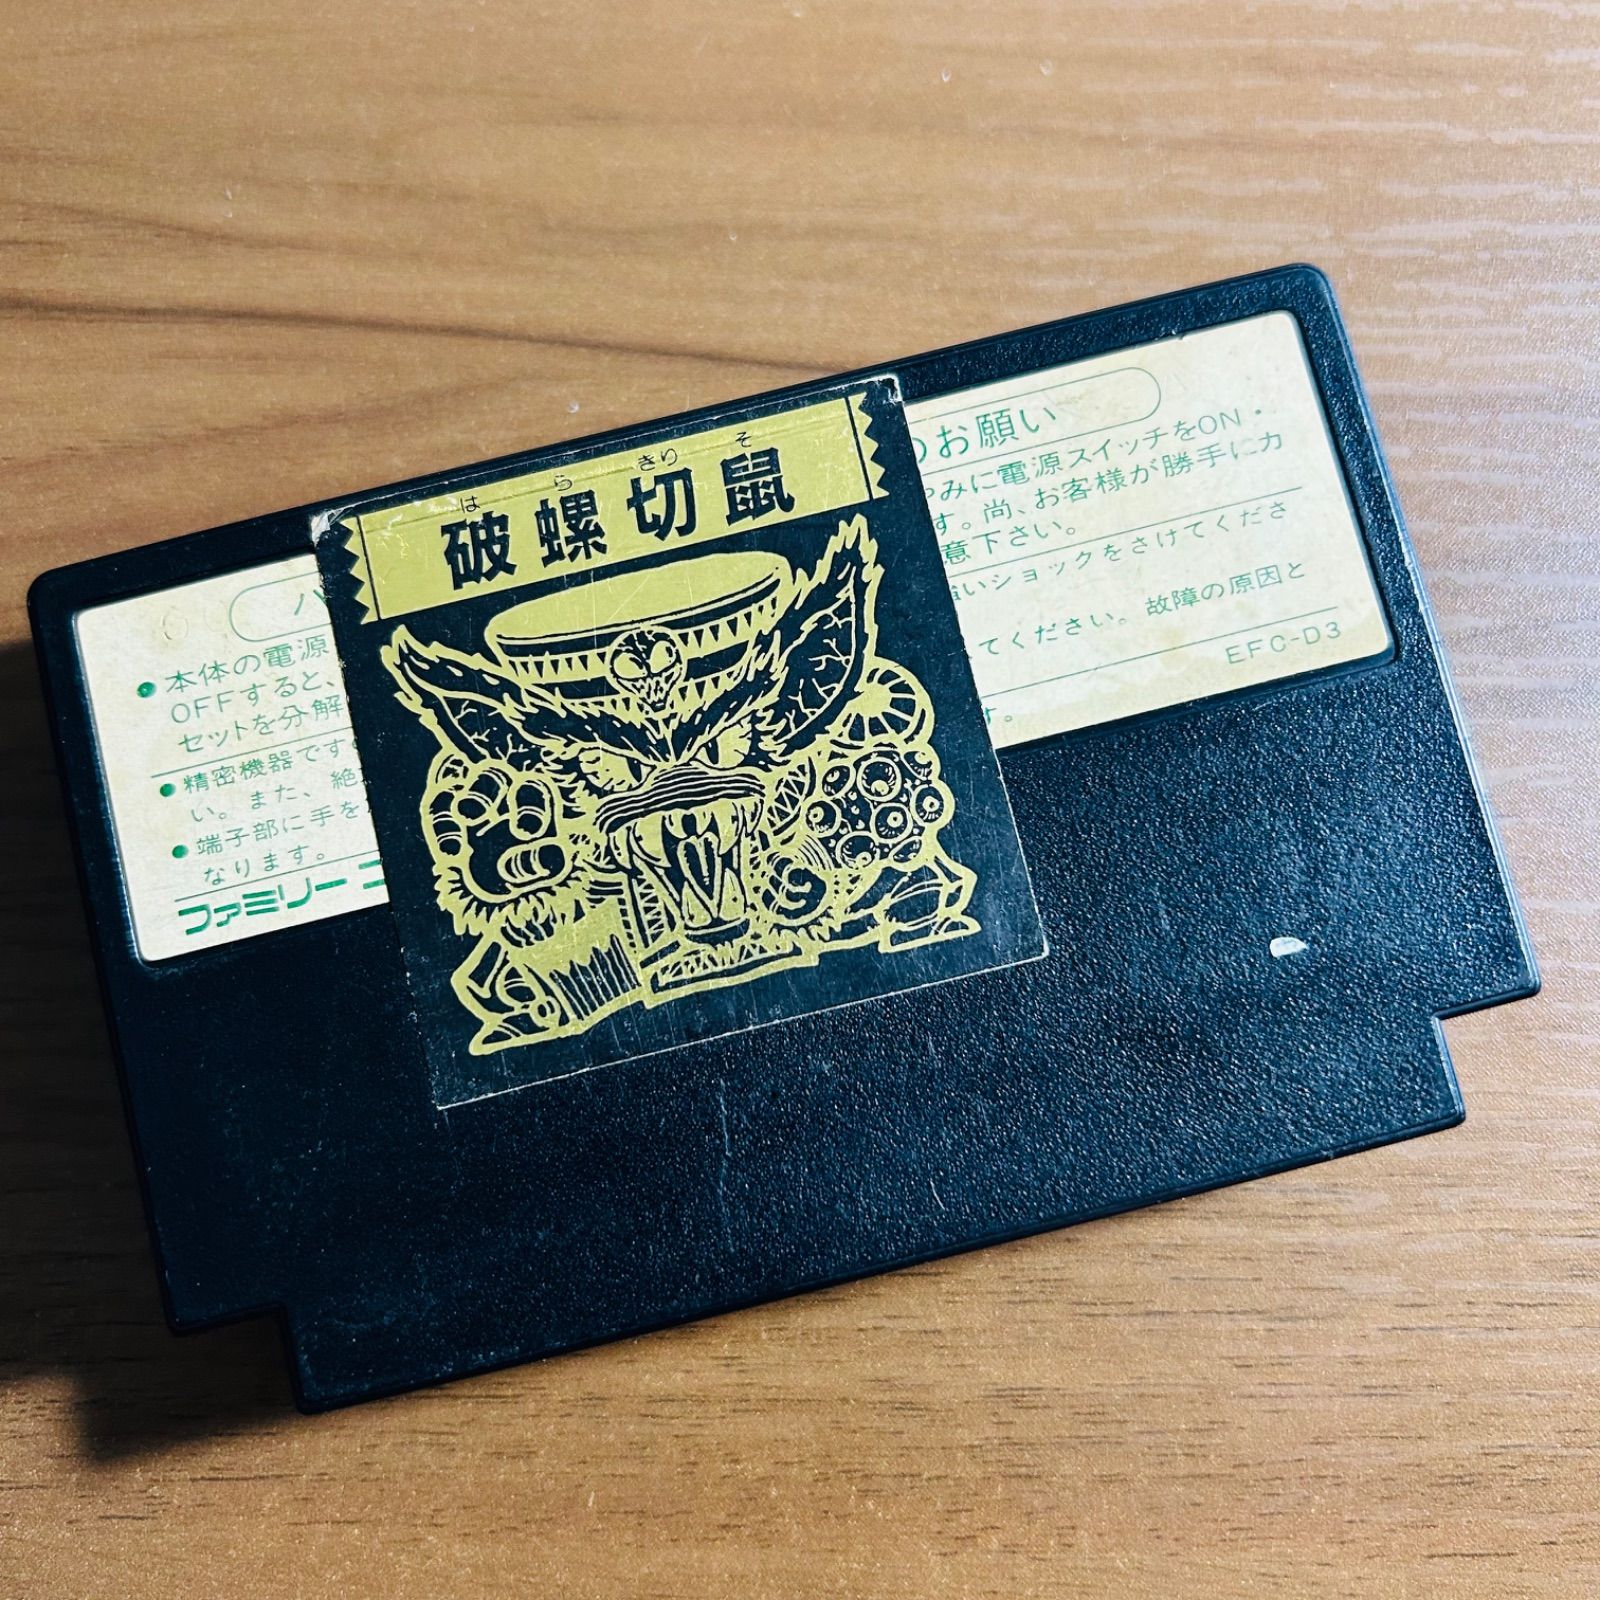 はらきりそ
破螺切鼠
のお願い
本体の電源
みに電源スイッチをON・
OFFすると、
す。尚、お客様が勝手にカ
セットを分解
意下さい。
精密機器です
強いショックをさけてくださ
い。また、絶
端子部に手を
てください。故障の原因と
なります。
す。
EFC-D3
ファミリー